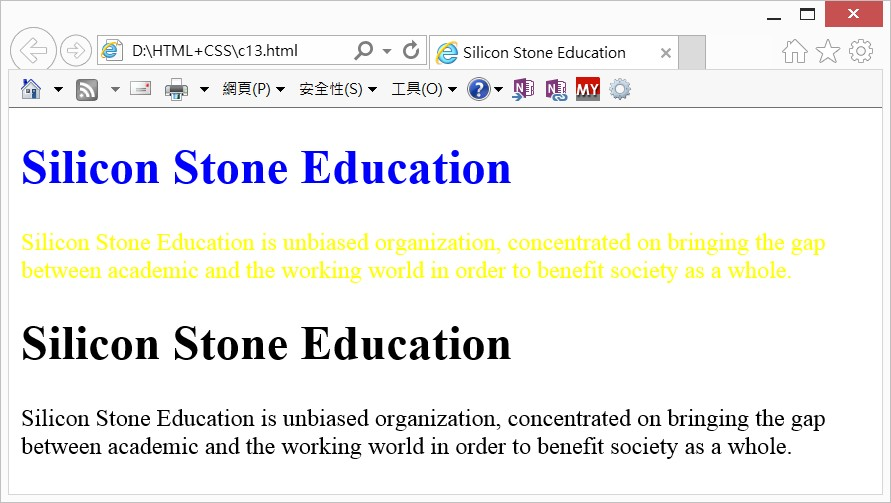 D:\HTML+CSS\c13.html
Silicon Stone Education
網頁(P)
安全性(S)
工具(O)
MY
Silicon Stone Education
Silicon Stone Education is unbiased organization, concentrated on bringing the gap
between academic and the working world in order to benefit society as a whole.
Silicon Stone Education
Silicon Stone Education is unbiased organization, concentrated on bringing the gap
between academic and the working world in order to benefit society as a whole.